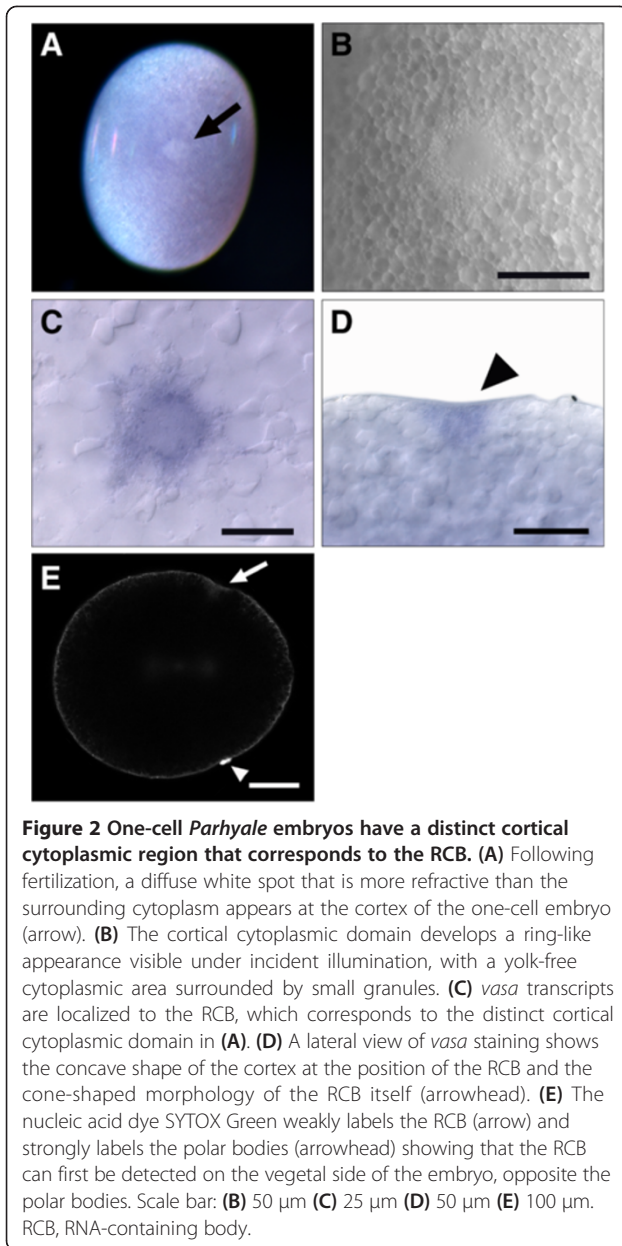 A
B
C
D
E
Figure 2 One-cell Parhyale embryos have a distinct cortical
cytoplasmic region that corresponds to the RCB. (A) Following
fertilization, a diffuse white spot that is more refractive than the
surrounding cytoplasm appears at the cortex of the one-cell embryo
(arrow). (B) The cortical cytoplasmic domain develops a ring-like
appearance visible under incident illumination, with a yolk-free
cytoplasmic area surrounded by small granules. (C) vasa transcripts
are localized to the RCB, which corresponds to the distinct cortical
cytoplasmic domain in (A). (D) A lateral view of vasa staining shows
the concave shape of the cortex at the position of the RCB and the
cone-shaped morphology of the RCB itself (arrowhead). (E) The
nucleic acid dye SYTOX Green weakly labels the RCB (arrow) and
strongly labels the polar bodies (arrowhead) showing that the RCB
can first be detected on the vegetal side of the embryo, opposite the
polar bodies. Scale bar: (B) 50 μm (C) 25 μm (D) 50 μm (E) 100 μm.
RCB, RNA-containing body.